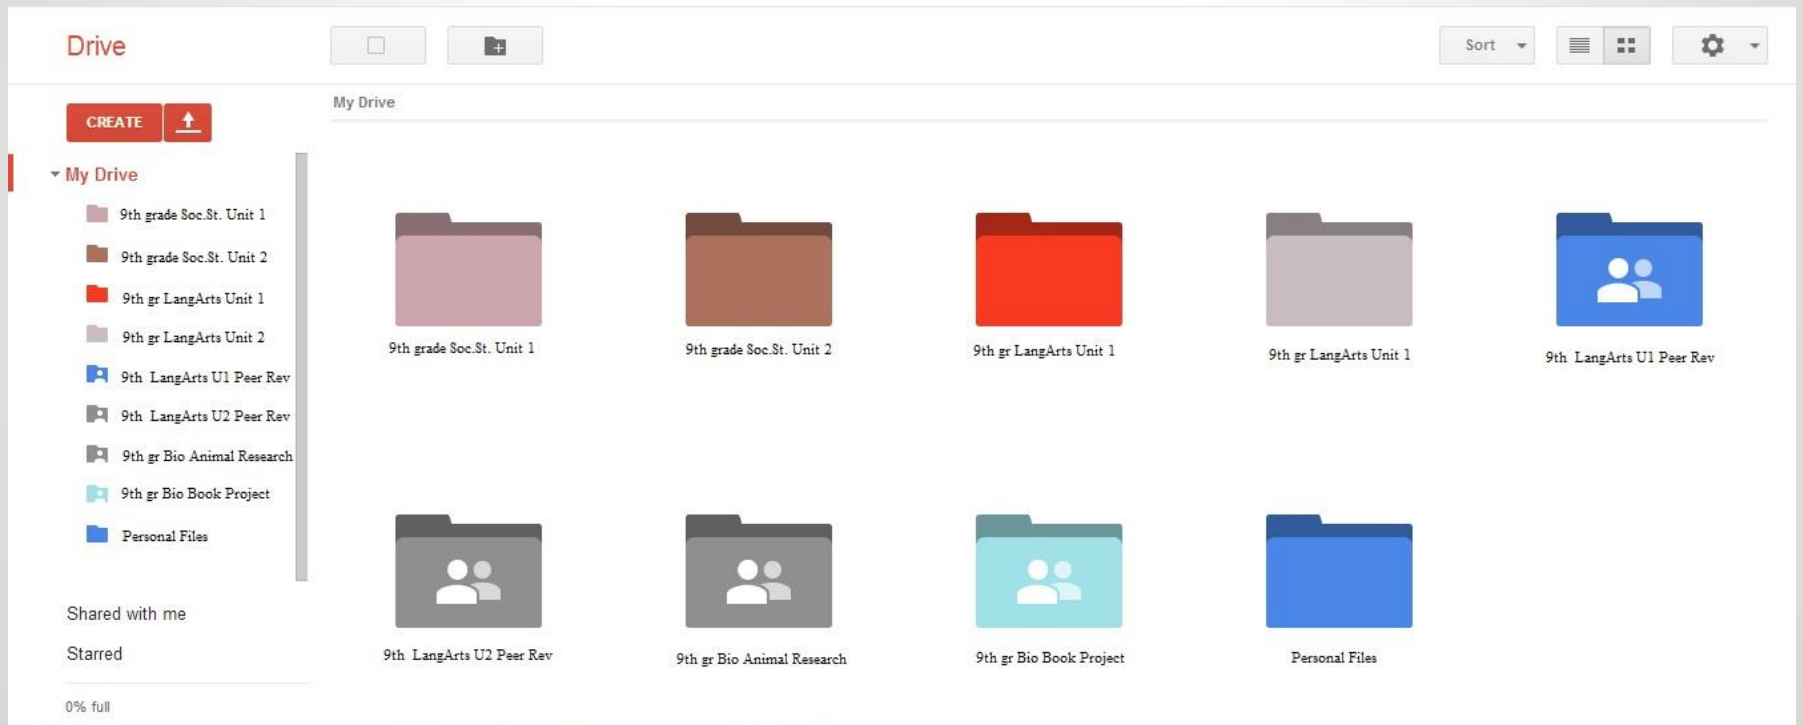 Drive
Sort
CREATE
My Drive
My Drive
9th grade Soc.St. Unit 1
9th grade Soc.St. Unit 2
9th gr LangArts Unit 1
9th gr LangArts Unit 2
9th LangArts U1 Peer Rev
9th LangArts U2 Peer Rev
9th gr Bio Animal Research
9th gr Bio Book Project
Personal Files
Shared with me
Starred
0% full
9th grade Soc.St. Unit 1
9th grade Soc.St. Unit 2
9th gr LangArts Unit 1
9th gr LangArts Unit 1
9th LangArts U1 Peer Rev
9th LangArts U2 Peer Rev
9th gr Bio Animal Research
9th gr Bio Book Project
Personal Files